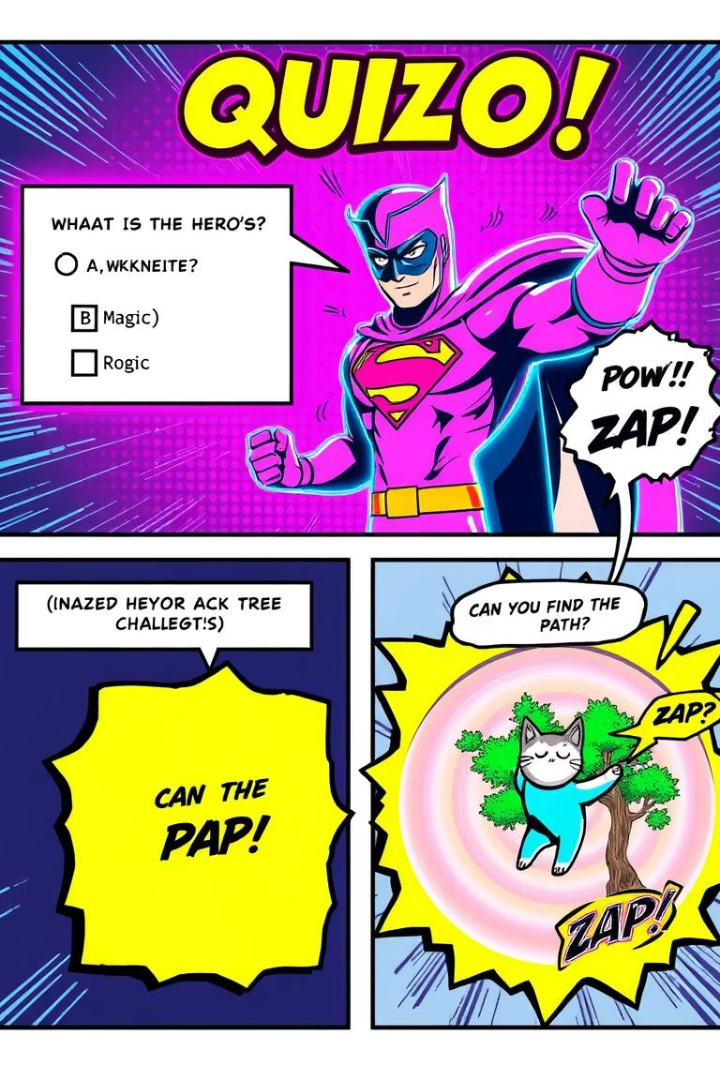 QUIZO!
WHAAT IS THE HERO'S?
A, WKKNEITE?
B Magic)
Rogic
S
POW!!
ZAP!
(INAZED HEYOR ACK TREE
CHALLEGT!S)
CAN THE
PAP!
CAN YOU FIND THE
PATH?
ZAP?
ZAP!